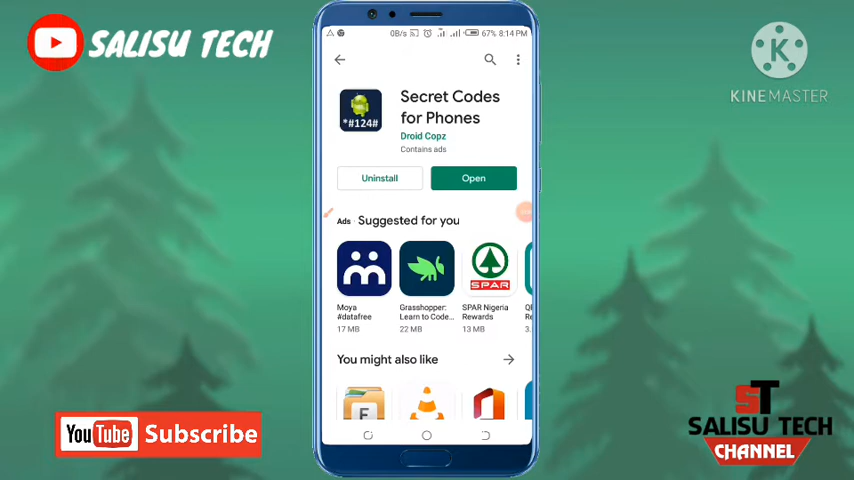 SALISU TECH
KINEMASTER
0B/s
67% 8:14 PM
Secret Codes
for Phones
*#124#
Droid Copz
Contains ads
Uninstall
Open
Ads · Suggested for you
SPAR
Moya
#datafree
17 MB
Grasshopper:
Learn to Code...
22 MB
SPAR Nigeria
Rewards
13 MB
You might also like
F
YouTube Subscribe
ST
SALISU TECH
CHANNEL